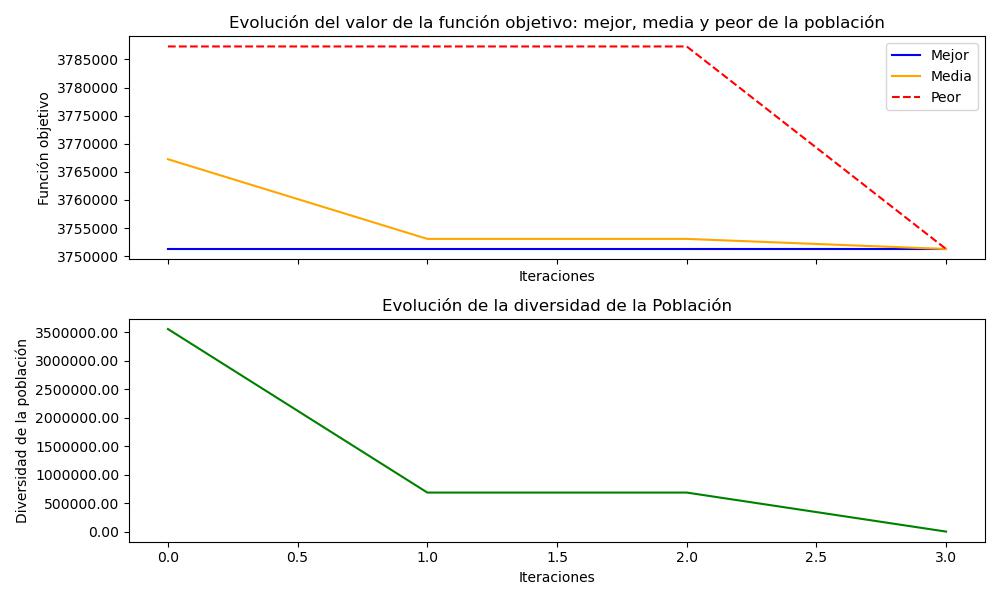 Evolución del valor de la función objetivo: mejor, media y peor de la población
Función objetivo
3785000
3780000
3775000
3770000
3765000
3760000
3755000
3750000
Mejor
Media
Peor
Iteraciones
Evolución de la diversidad de la Población
Diversidad de la población
3500000.00
3000000.00
2500000.00
2000000.00
1500000.00
1000000.00
500000.00
0.00
0.0 0.5 1.0 1.5 2.0 2.5 3.0
Iteraciones